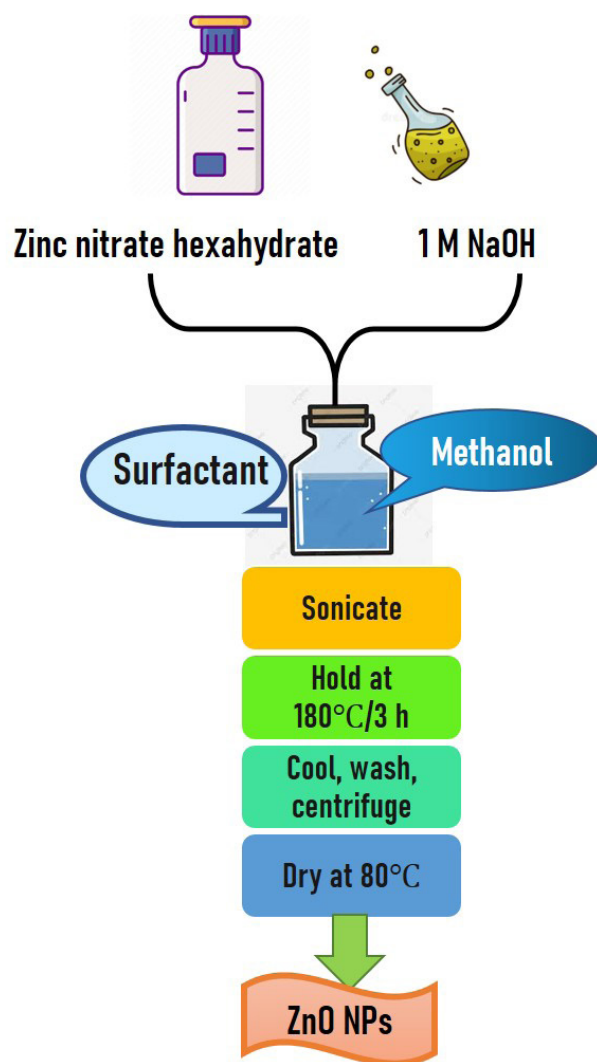 Zinc nitrate hexahydrate
1 M NaOH
Surfactant
Methanol
Sonicate
Hold at
180°C/3 h
Cool, wash,
centrifuge
Dry at 80°C
ZnO NPs